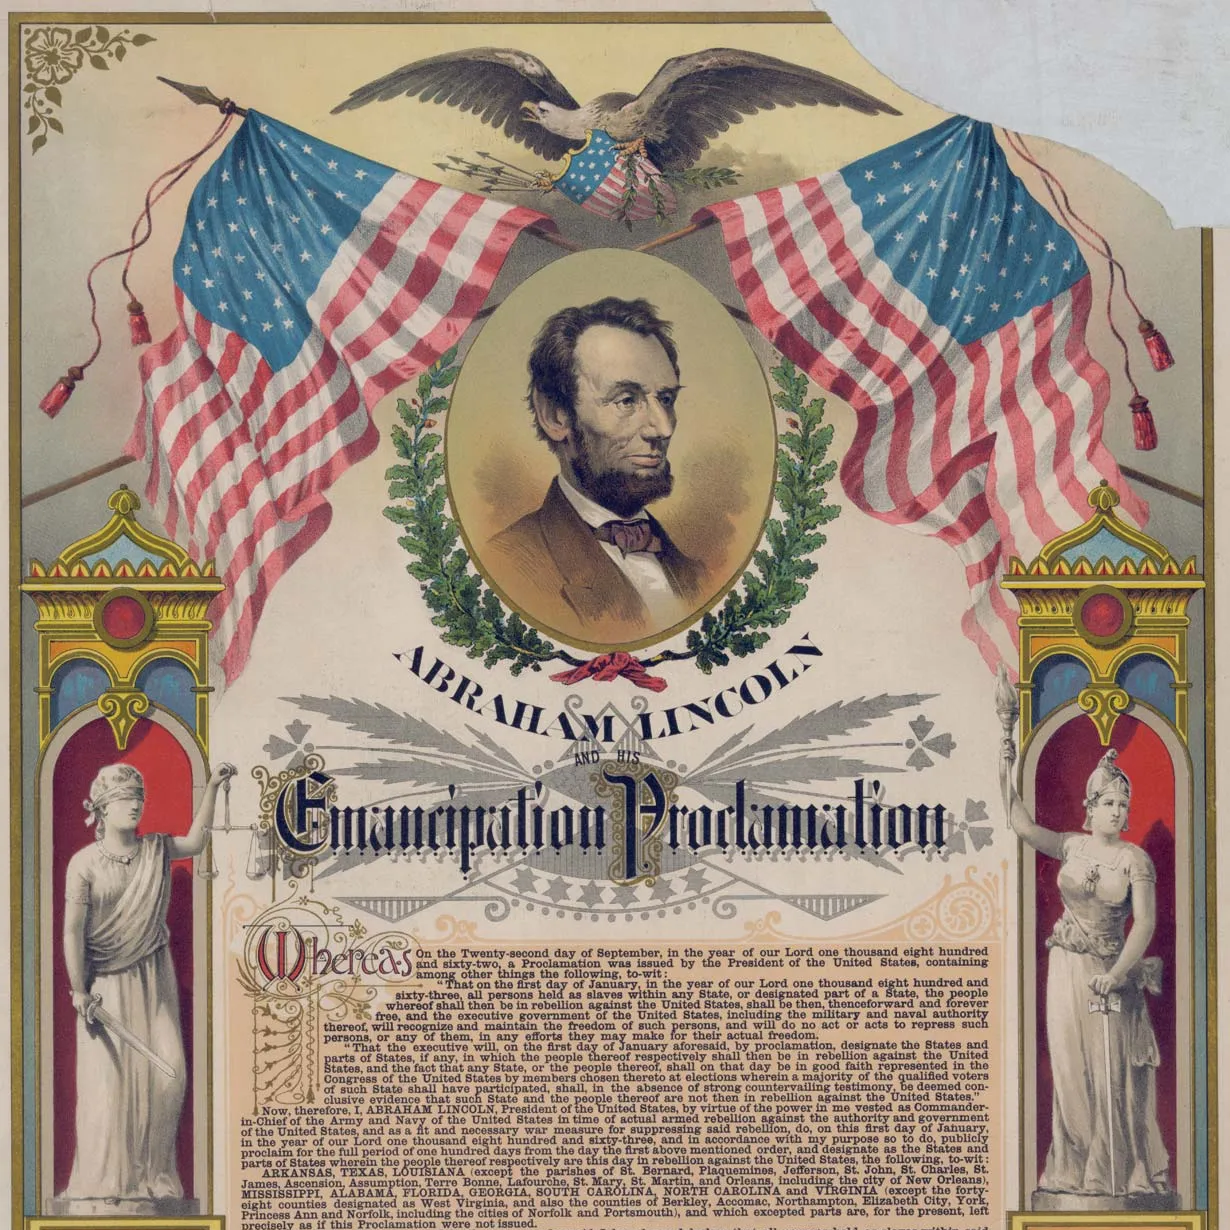 ABRAHAM LINCOLN
AND HIS
Emancipation Proclamation
Whereas On the Twenty-second day of September, in the year of our Lord one thousand eight hundred
and sixty-two, a Proclamation was issued by the President of the United States, containing
among other things the following, to-wit:
"That on the first day of January, in the year of our Lord one thousand eight hundred and
sixty-three, all persons held as slaves within any State, or designated part of a State, the people
whereof shall then be in rebellion against the United States, shall be then, thenceforward and forever
free, and the executive government of the United States, including the military and naval authority
thereof, will recognize and maintain the freedom of such persons, and will do no act or acts to repress such
persons, or any of them, in any efforts they may make for their actual freedom.
"That the executive will, on the first day of January aforesaid, by proclamation, designate the States and
parts of States, if any, in which the people thereof respectively shall then be in rebellion against the United
States, and the fact that any State, or the people thereof, shall on that day be in good faith represented in the
Congress of the United States by members chosen thereto at elections wherein a majority of the qualified voters
of such State shall have participated, shall, in the absence of strong countervailing testimony, be deemed con-
clusive evidence that such State and the people thereof are not then in rebellion against the United States."
Now, therefore, I, ABRAHAM LINCOLN, President of the United States, by virtue of the power in me vested as Commander-
in-Chief of the Army and Navy of the United States in time of actual armed rebellion against the authority and government
of the United States, and as a fit and necessary war measure for suppressing said rebellion, do, on this first day of January,
in the year of our Lord one thousand eight hundred and sixty-three, and in accordance with my purpose so to do, publicly
proclaim for the full period of one hundred days from the day the first above mentioned order, and designate as the States and
parts of States wherein the people thereof respectively are this day in rebellion against the United States, the following, to-wit:
ARKANSAS, TEXAS, LOUISIANA (except the parishes of St. Bernard, Plaquemines, Jefferson, St. John, St. Charles, St.
James, Ascension, Assumption, Terre Bonne, Lafourche, St. Mary, St. Martin, and Orleans, including the city of New Orleans),
MISSISSIPPI, ALABAMA, FLORIDA, GEORGIA, SOUTH CAROLINA, NORTH CAROLINA and VIRGINIA (except the forty-
eight counties designated as West Virginia, and also the counties of Berkley, Accomac, Northampton, Elizabeth City, York,
Princess Ann and Norfolk, including the cities of Norfolk and Portsmouth), and which excepted parts are, for the present, left
precisely as if this Proclamation were not issued.